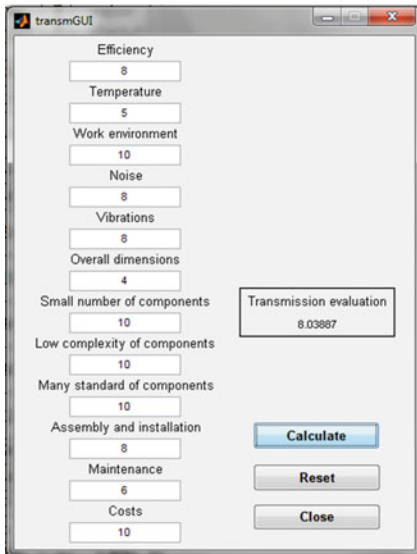 transmGUI
Efficiency
8
Temperature
5
Work environment
10
Noise
8
Vibrations
8
Overall dimensions
4
Small number of components
10
Low complexity of components
10
Many standard of components
10
Assembly and installation
8
Maintenance
6
Costs
10
Transmission evaluation
8.03887
Calculate
Reset
Close